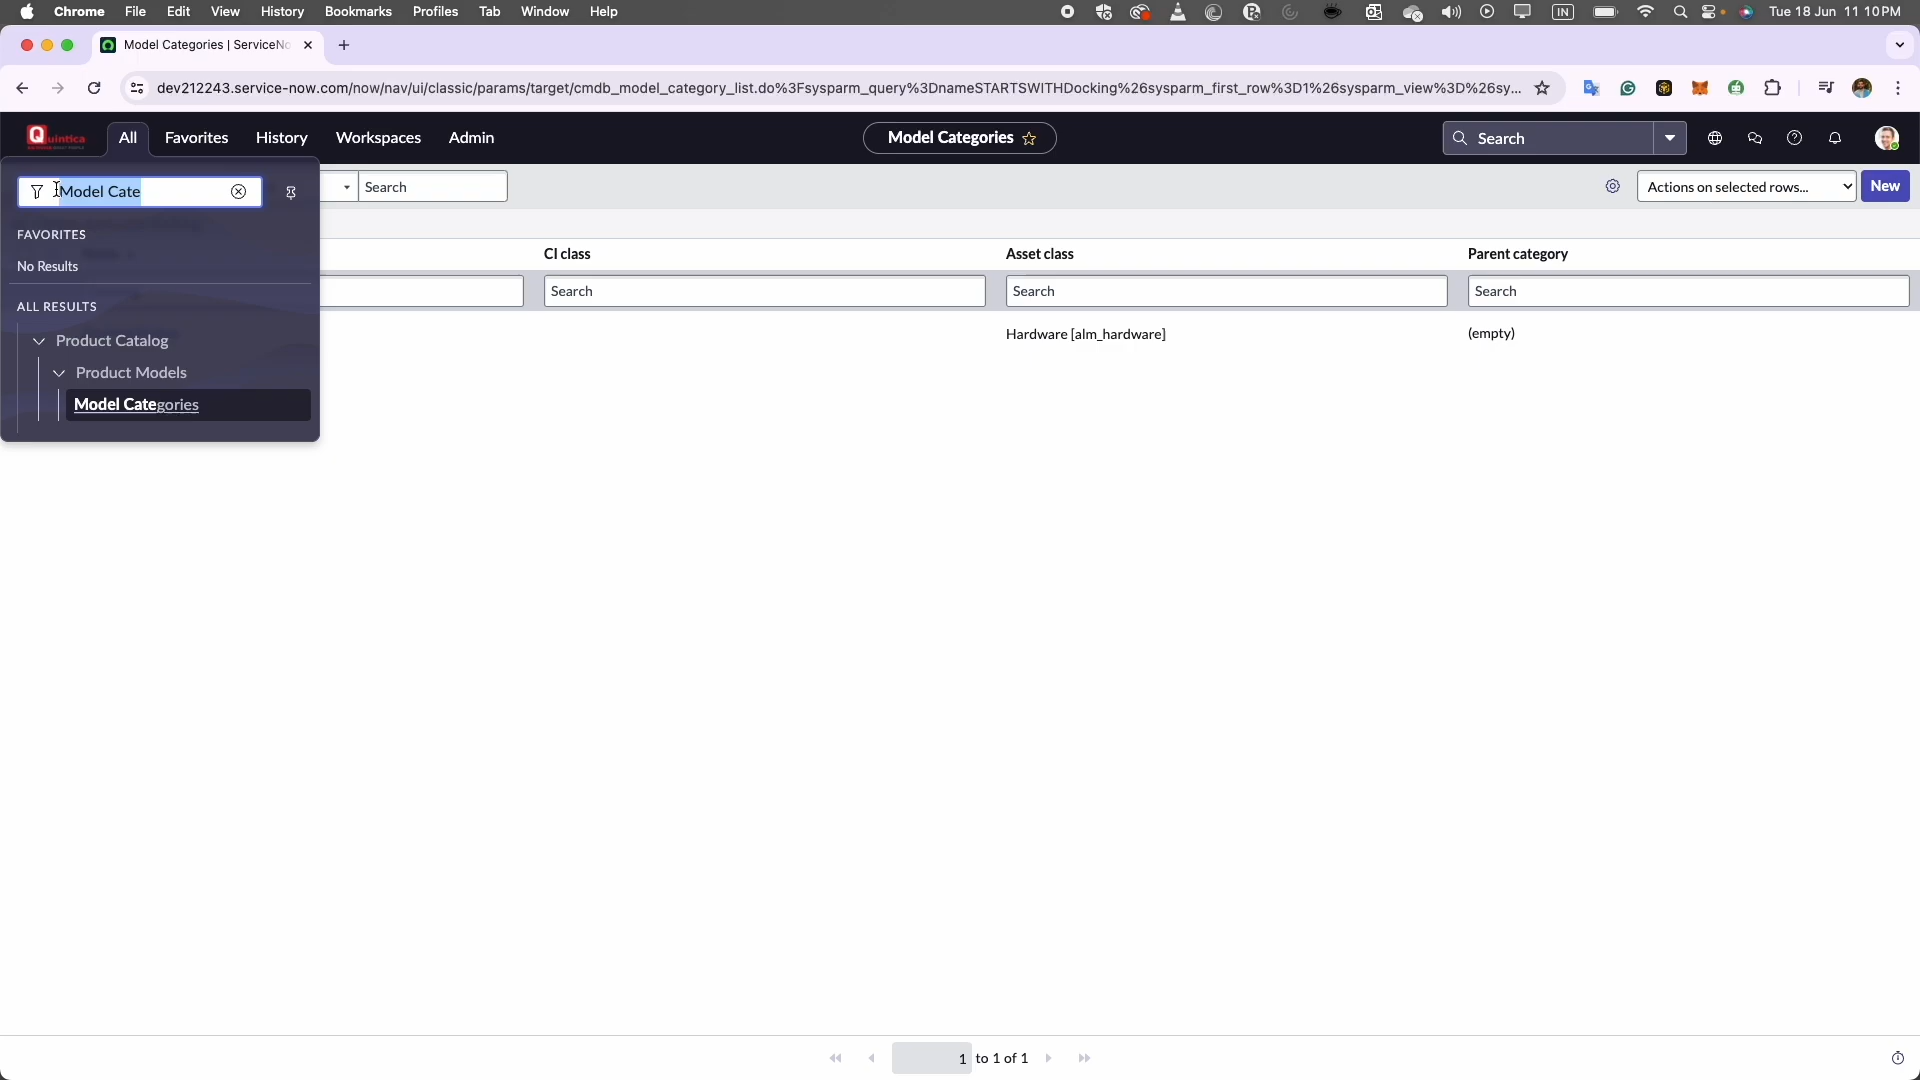 Chrome File Edit View History Bookmarks Profiles Tab Window Help IN Tue 18 Jun 11 10 PM
Model Categories | ServiceNo
dev212243.service-now.com/now/nav/ui/classic/params/target/cmdb_model_category_list.do%3Fsysparm_query%3DnameSTARTSWITHDocking%26sysparm_first_row%3D1%26sysparm_view%3D%26sy...
Quintica All Favorites History Workspaces Admin Model Categories Search
Model Cate Search Actions on selected rows... New
FAVORITES
No Results
CI class Asset class Parent category
Search Search Search
ALL RESULTS
Hardware [alm_hardware] (empty)
Product Catalog
Product Models
Model Categories
1 to 1 of 1